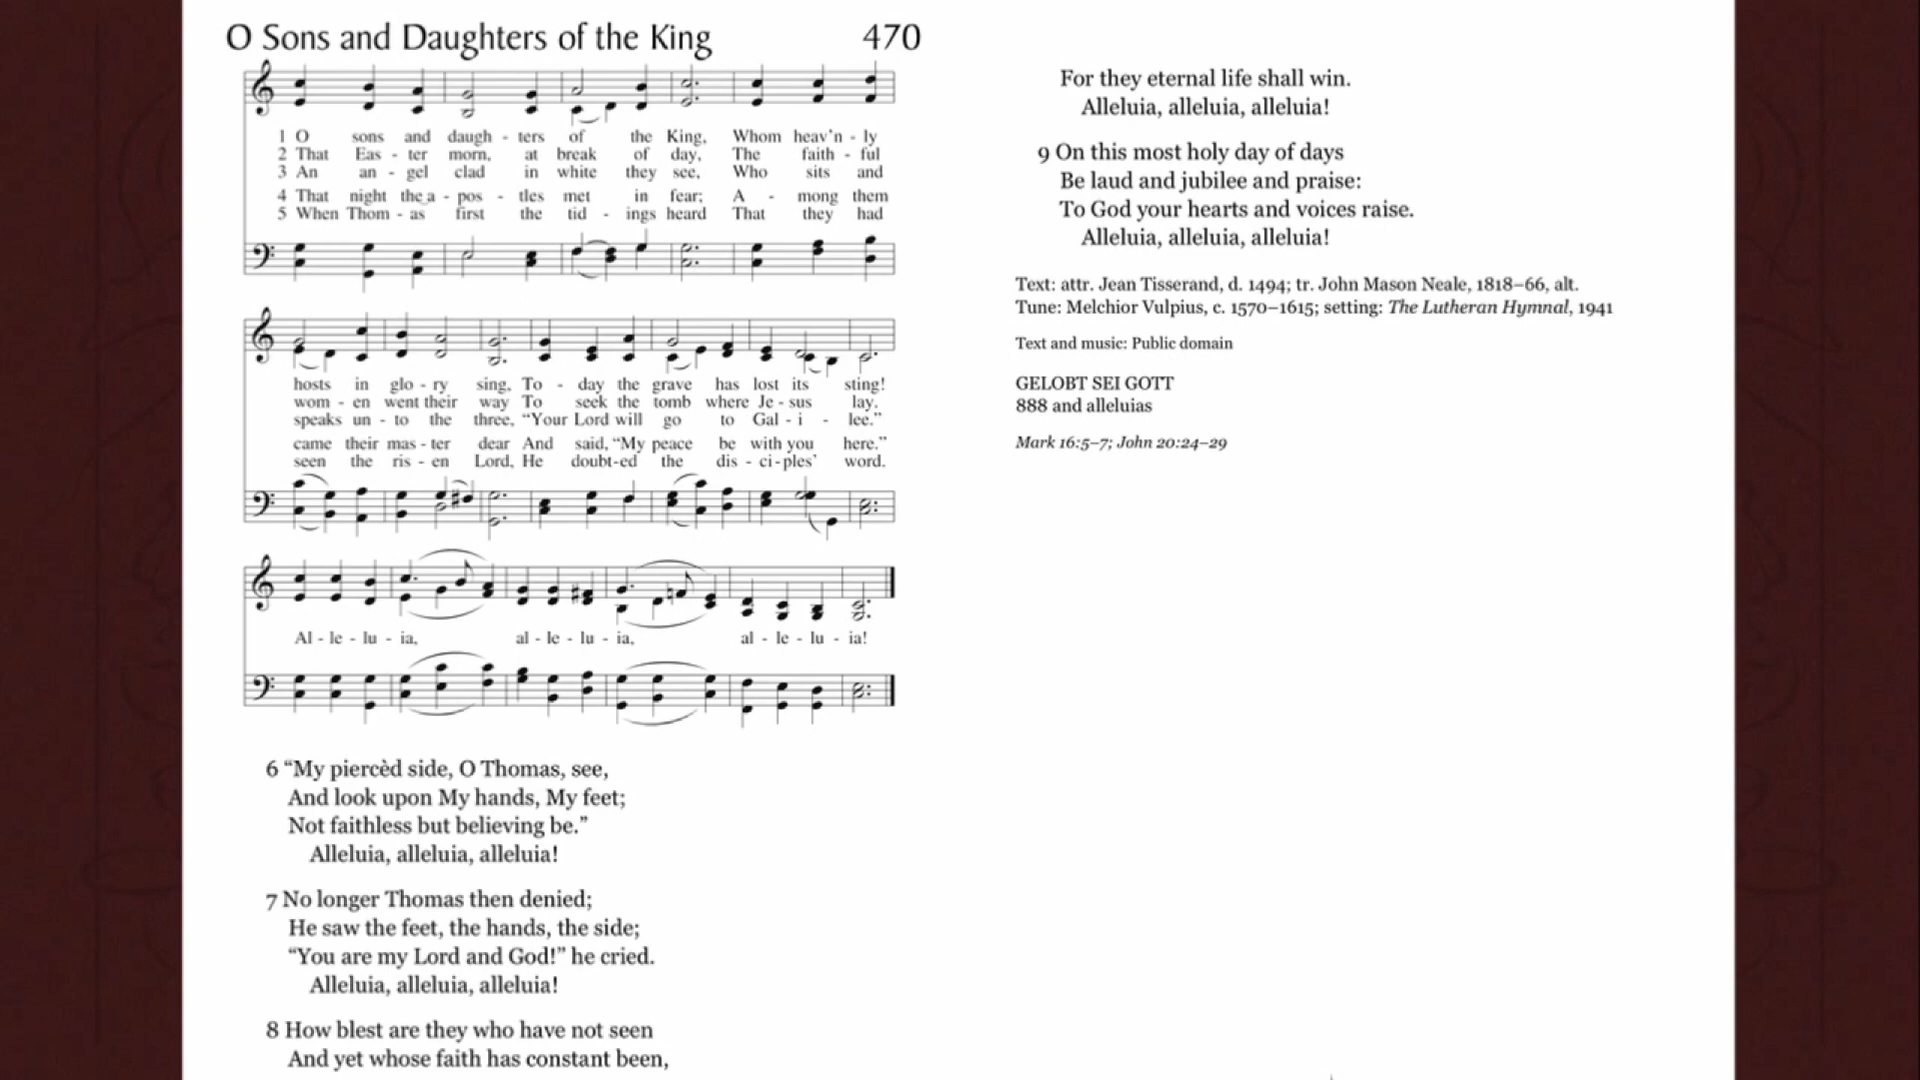 O Sons and Daughters of the King 470
1 O sons and daugh - ters of the King, Whom heav'n - ly
2 That Eas - ter morn, at break of day, The faith - ful
3 An an - gel clad in white they see, Who sits and
4 That night the a - pos - tles met in fear; A - mong them
5 When Thom - as first the tid - ings heard That they had
hosts in glo - ry sing, To - day the grave has lost its sting!
wom - en went their way To seek the tomb where Je - sus lay.
speaks un - to the three, “Your Lord will go to Gal - i - lee.”
came their mas - ter dear And said, “My peace be with you here.”
seen the ris - en Lord, He doubt-ed the dis - ci-ples’ word.
Al - le - lu - ia, al - le - lu - ia, al - le - lu - ia!
6 “My piercèd side, O Thomas, see,
And look upon My hands, My feet;
Not faithless but believing be.”
Alleluia, alleluia, alleluia!
7 No longer Thomas then denied;
He saw the feet, the hands, the side;
“You are my Lord and God!” he cried.
Alleluia, alleluia, alleluia!
8 How blest are they who have not seen
And yet whose faith has constant been,
For they eternal life shall win.
Alleluia, alleluia, alleluia!
9 On this most holy day of days
Be laud and jubilee and praise:
To God your hearts and voices raise.
Alleluia, alleluia, alleluia!
Text: attr. Jean Tisserand, d. 1494; tr. John Mason Neale, 1818–66, alt.
Tune: Melchior Vulpius, c. 1570–1615; setting: The Lutheran Hymnal, 1941
Text and music: Public domain
GELOBT SEI GOTT
888 and alleluias
Mark 16:5–7; John 20:24–29